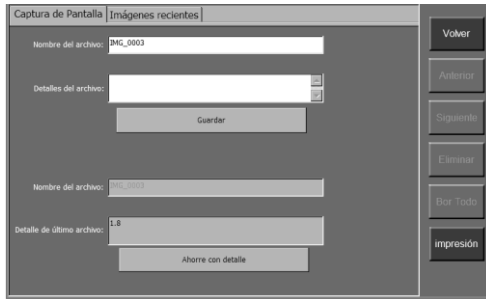 Captura de Pantalla
Imágenes recientes
Nombre del archivo:
IMG_0003
Detalles del archivo:
Guardar
Nombre del archivo:
IMG_0003
Detalle de último archivo:
1.8
Ahorre con detalle
Volver
Anterior
Siguiente
Eliminar
Bor Todo
impresión